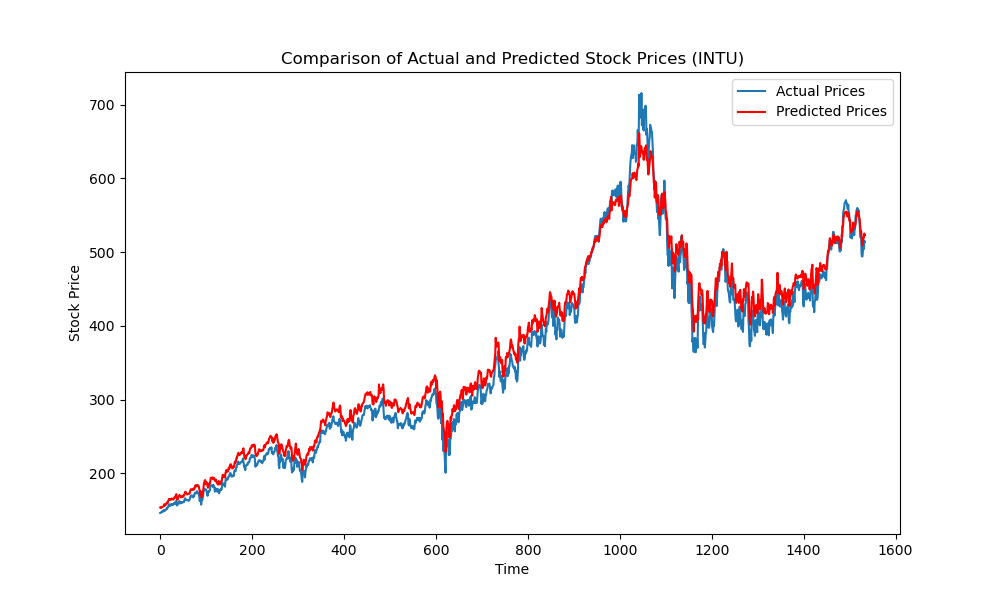 Comparison of Actual and Predicted Stock Prices (INTU)
Actual Prices
Predicted Prices
Stock Price
700
600
500
400
300
200
0 200 400 600 800 1000 1200 1400 1600
Time